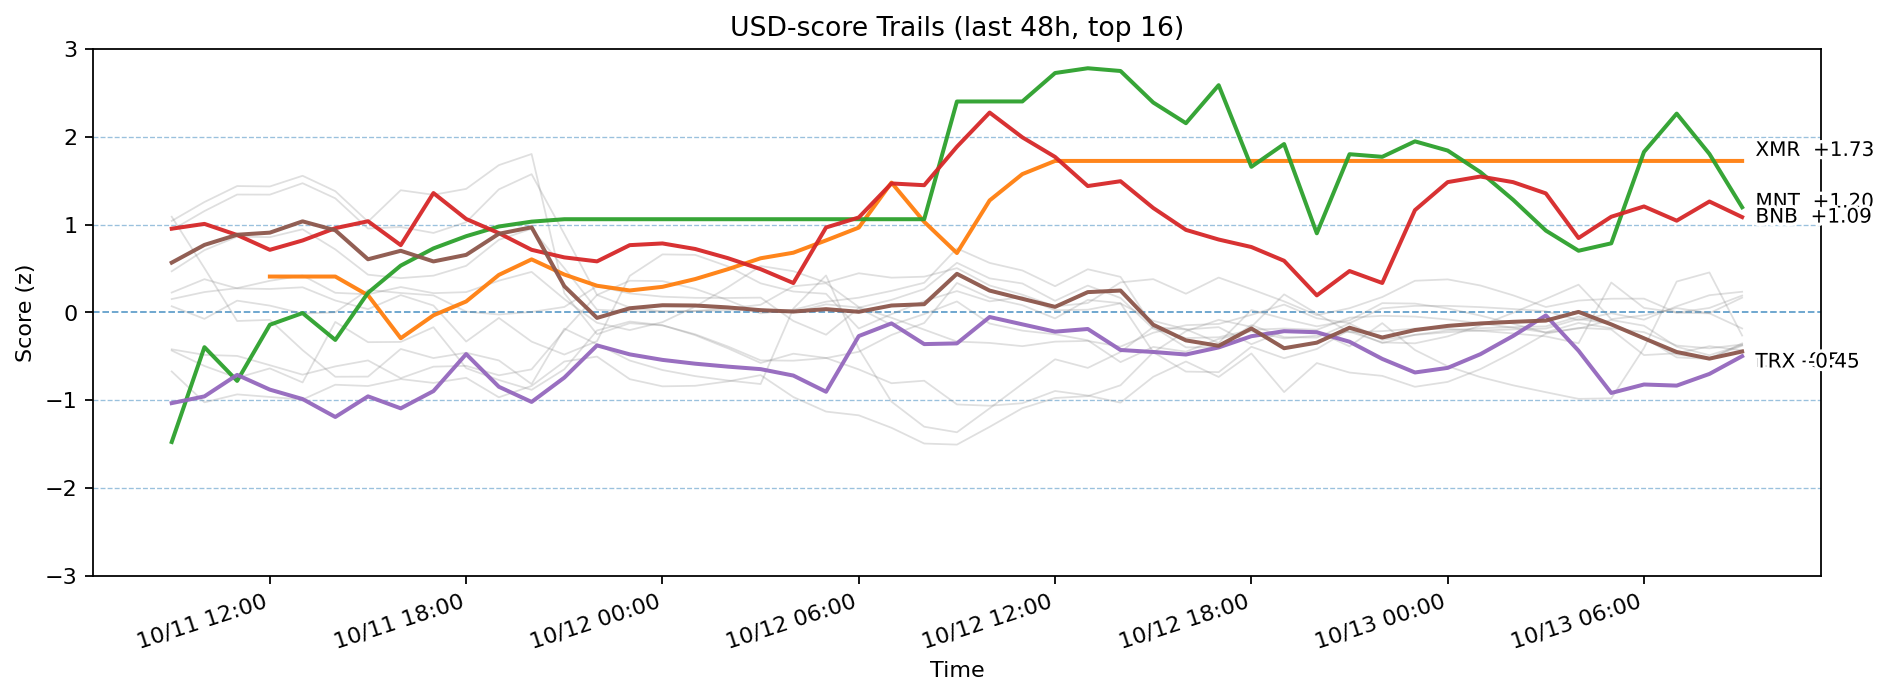 USD-score Trails (last 48h, top 16)
3
2
1
0
−1
−2
−3
Score (z)
XMR +1.73
MNT +1.20
BNB +1.09
TRX -0.45
10/11 12:00
10/11 18:00
10/12 00:00
10/12 06:00
10/12 12:00
10/12 18:00
10/13 00:00
10/13 06:00
Time